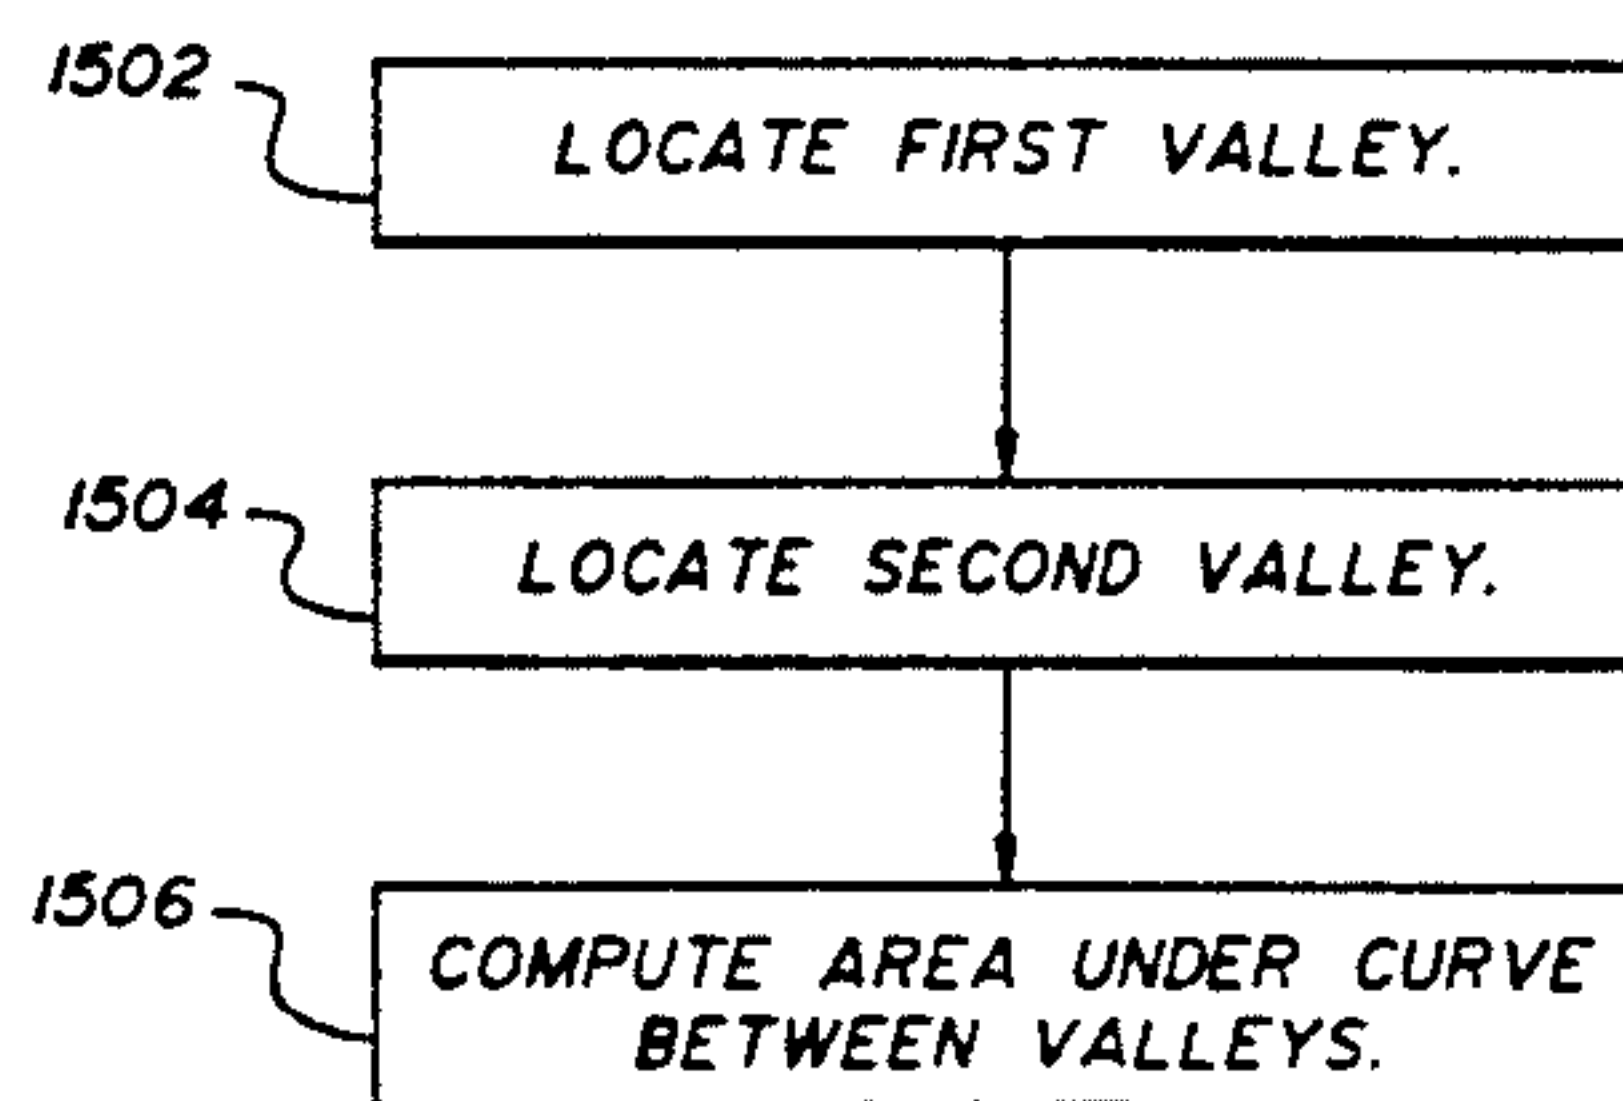 1502
LOCATE FIRST VALLEY.
1504
LOCATE SECOND VALLEY.
1506
COMPUTE AREA UNDER CURVE
BETWEEN VALLEYS.